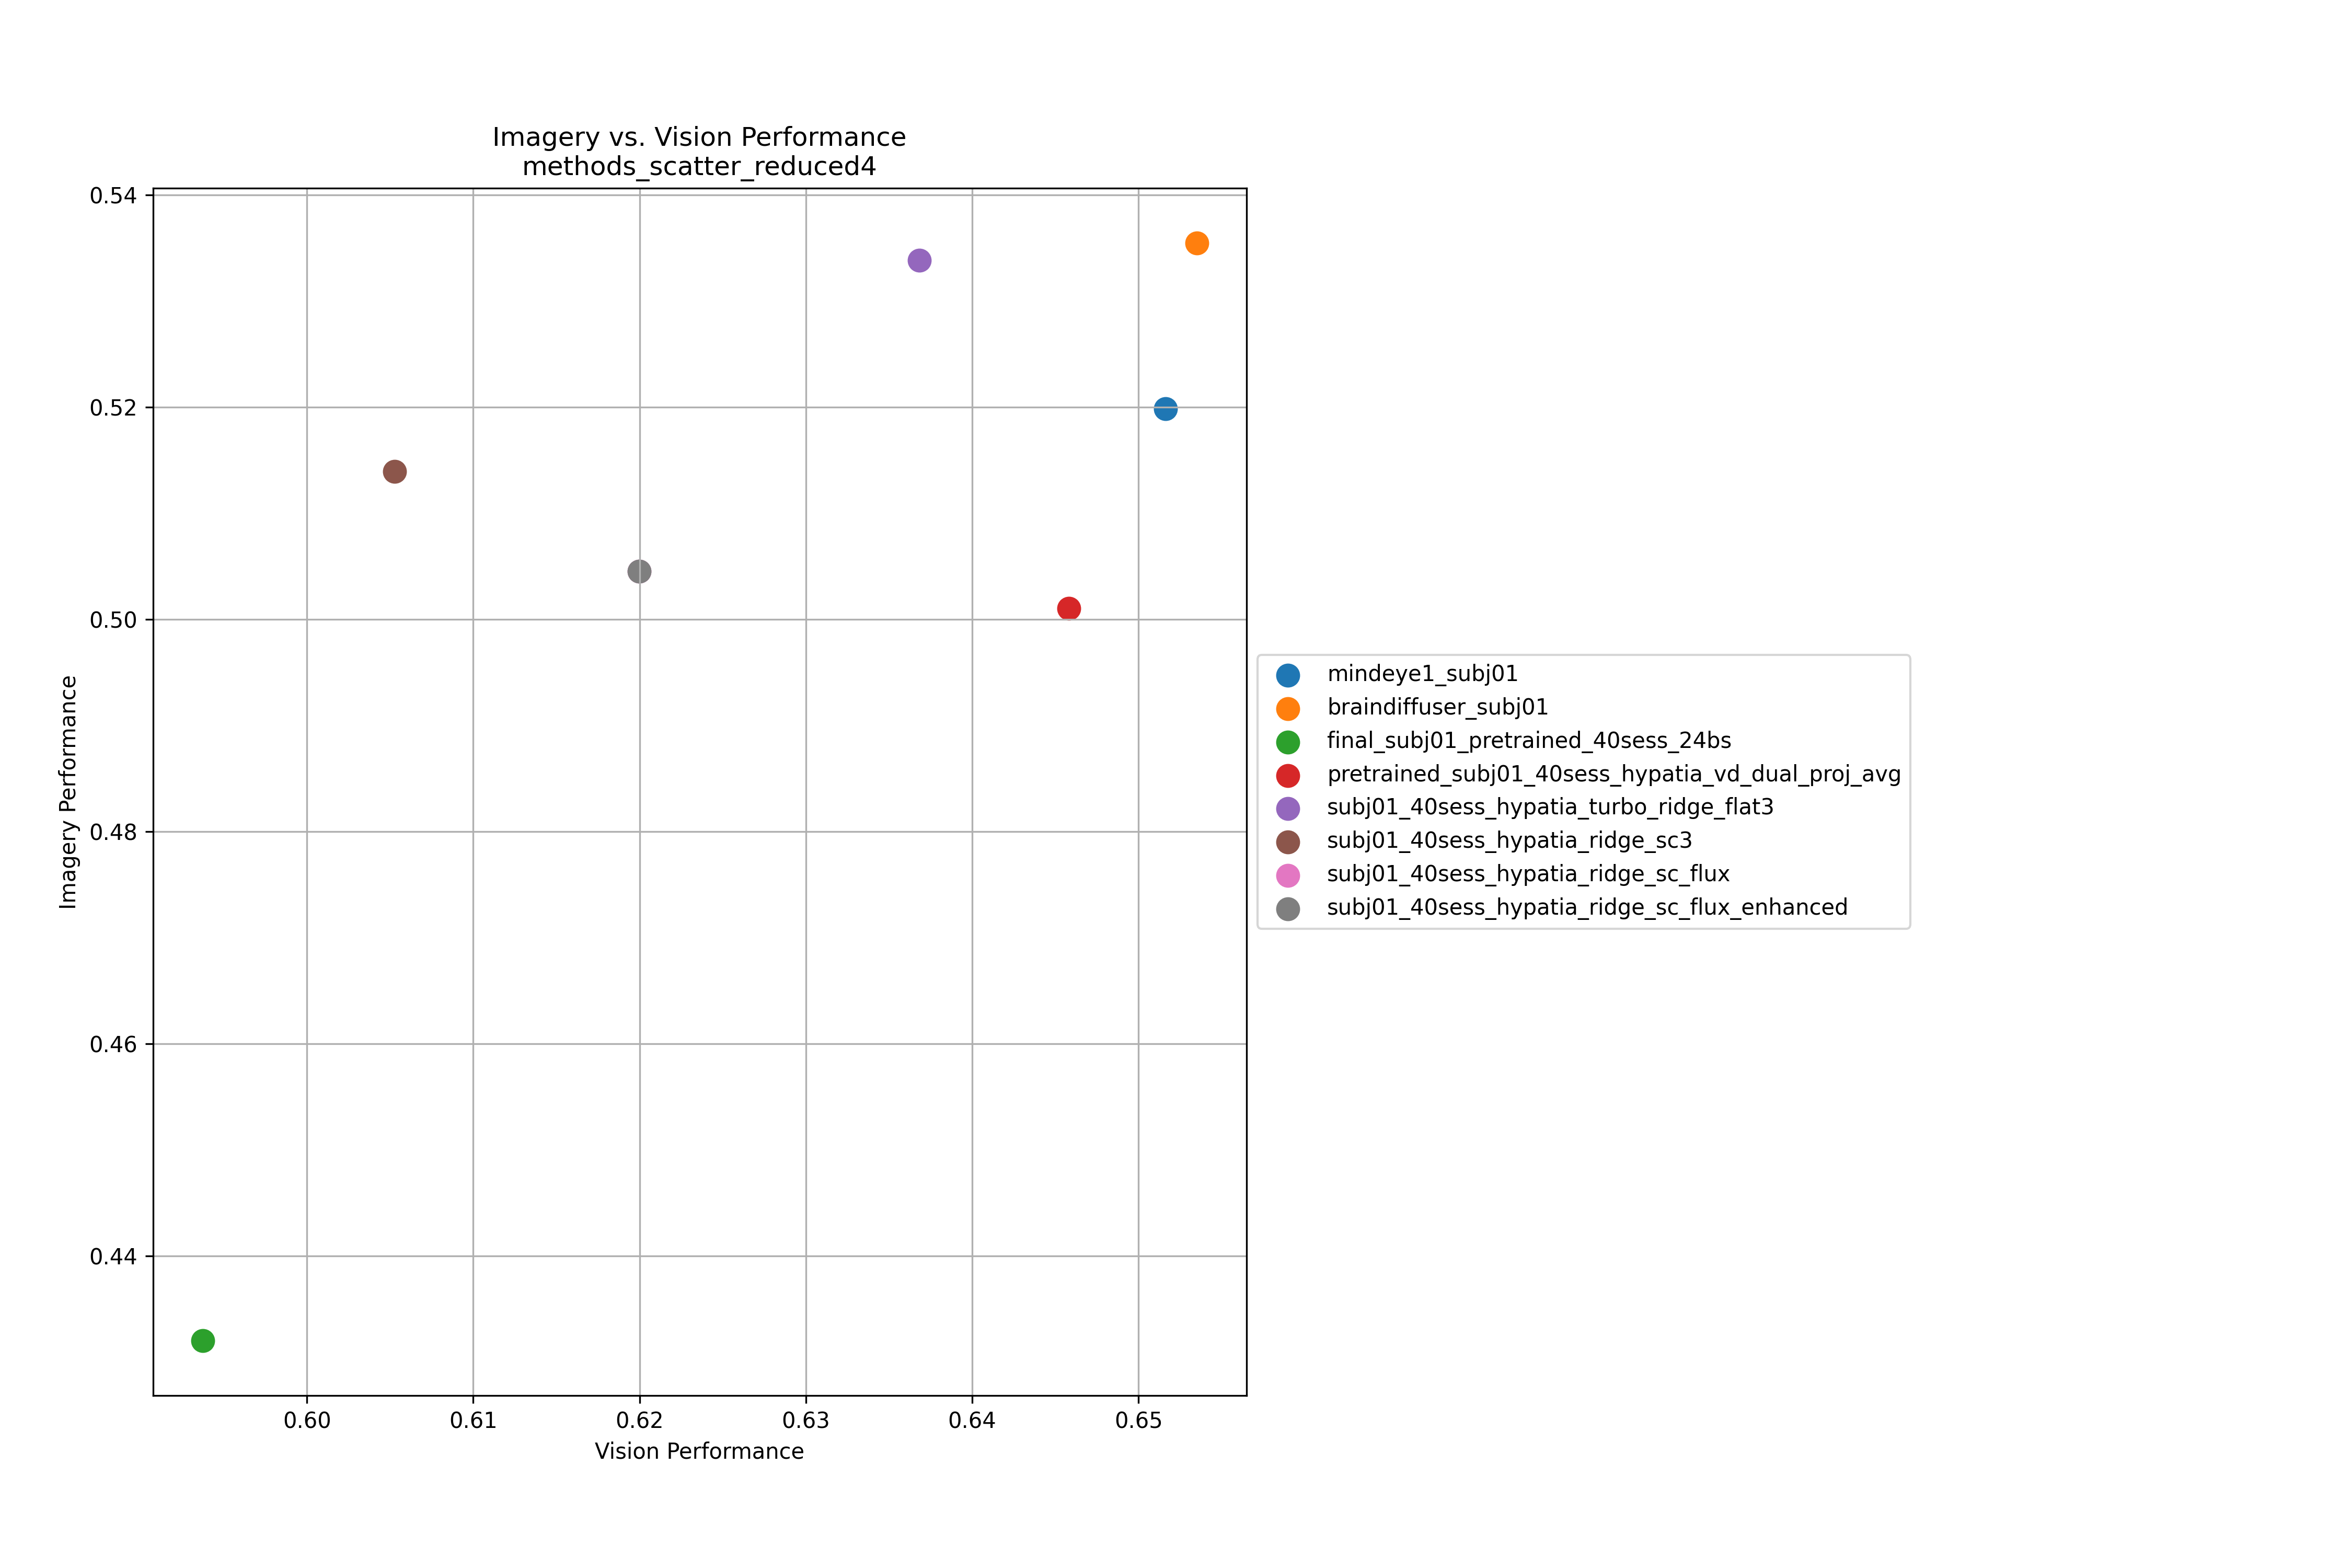 Imagery vs. Vision Performance
methods_scatter_reduced4
0.54
0.52
0.50
0.48
0.46
0.44
Imagery Performance
0.60 0.61 0.62 0.63 0.64 0.65
Vision Performance
mindeye1_subj01
braindiffuser_subj01
final_subj01_pretrained_40sess_24bs
pretrained_subj01_40sess_hypatia_vd_dual_proj_avg
subj01_40sess_hypatia_turbo_ridge_flat3
subj01_40sess_hypatia_ridge_sc3
subj01_40sess_hypatia_ridge_sc_flux
subj01_40sess_hypatia_ridge_sc_flux_enhanced